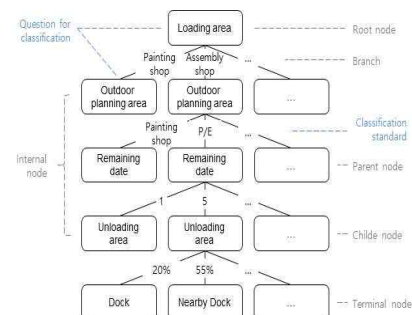 Question for
classification
Loading area
Root node
Painting
shop
Assembly
shop
...
Branch
Outdoor
planning area
Outdoor
planning area
....
Classification
standard
Painting
shop
P/E
...
Internal
node
Remaining
date
Remaining
date
....
Parent node
1
5
...
Unloading
area
Unloading
area
....
Childe node
20%
55%
...
Dock
Nearby Dock
....
Terminal node